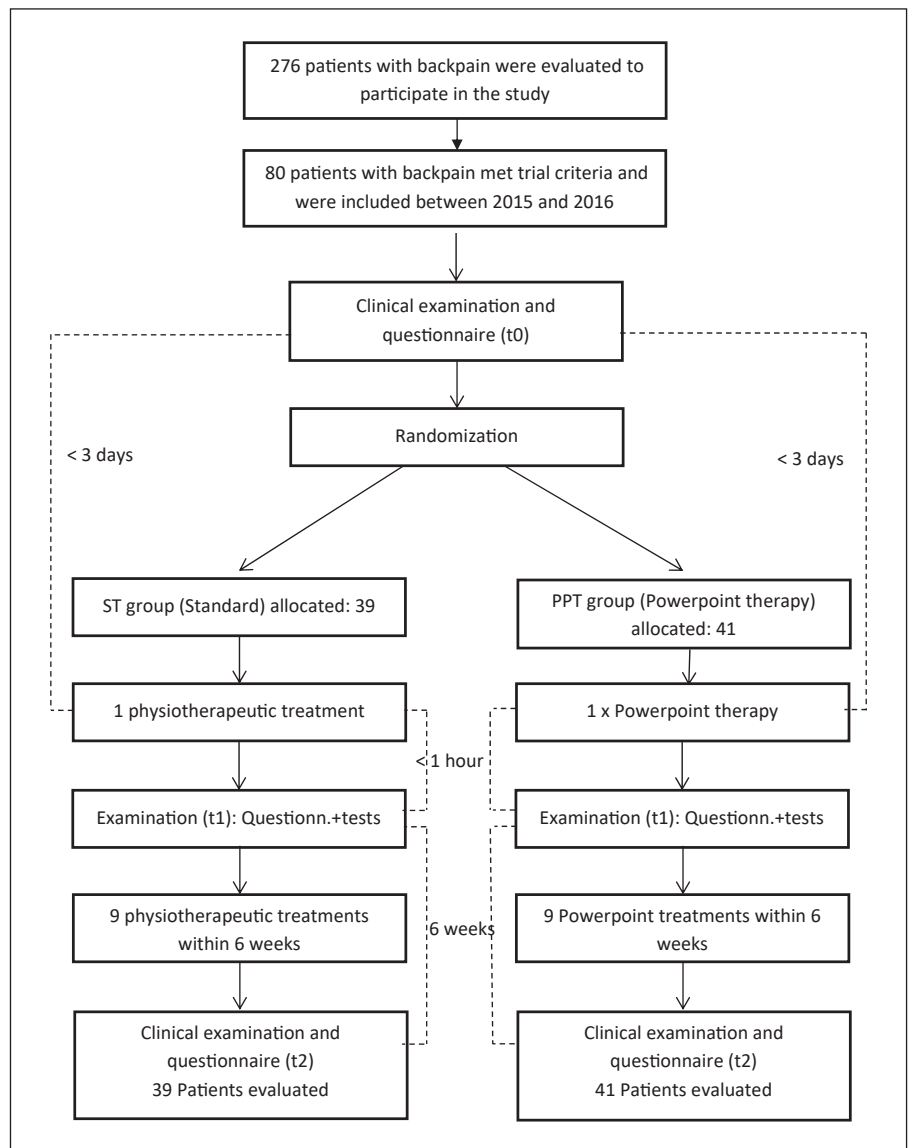 276 patients with backpain were evaluated to
participate in the study
80 patients with backpain met trial criteria and
were included between 2015 and 2016
Clinical examination and
questionnaire (t0)
Randomization
< 3 days
< 3 days
ST group (Standard) allocated: 39
PPT group (Powerpoint therapy)
allocated: 41
1 physiotherapeutic treatment
1 x Powerpoint therapy
< 1 hour
Examination (t1): Questionn.+tests
Examination (t1): Questionn.+tests
9 physiotherapeutic treatments
within 6 weeks
6 weeks
9 Powerpoint treatments within 6
weeks
Clinical examination and
questionnaire (t2)
39 Patients evaluated
Clinical examination and
questionnaire (t2)
41 Patients evaluated